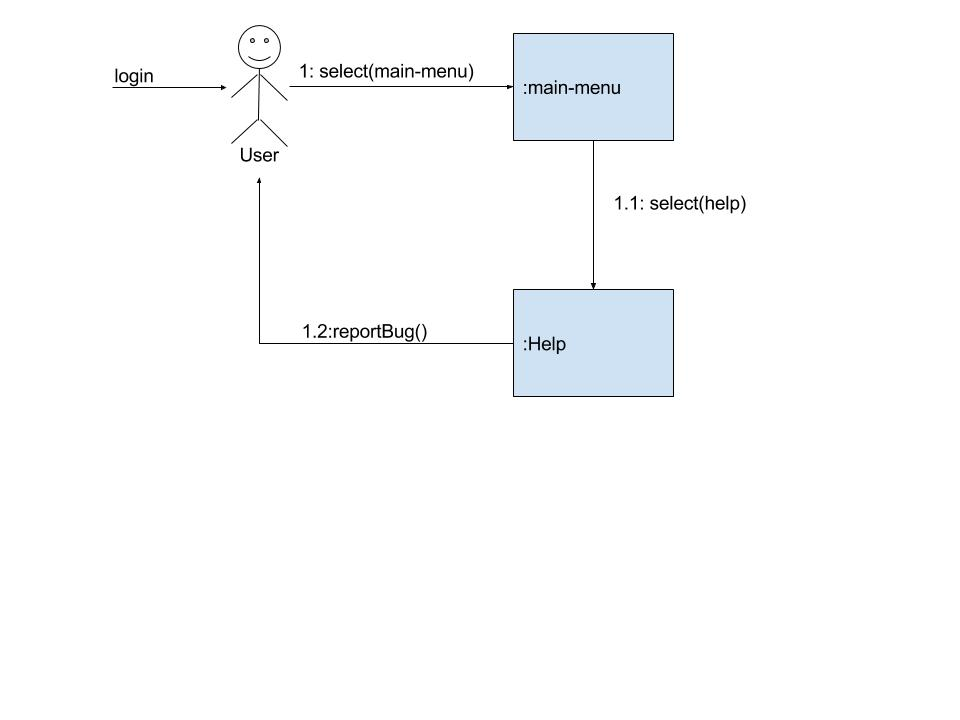 login
1: select(main-menu)
:main-menu
User
1.1: select(help)
1.2:reportBug()
:Help